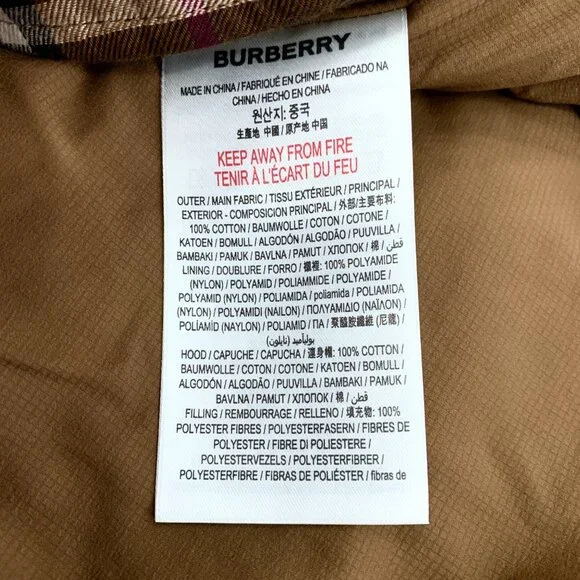 BURBERRY
MADE IN CHINA / FABRIQUÉ EN CHINE / FABRICADO NA
CHINA / HECHO EN CHINA
원산지: 중국
生產地 中國 / 原产地 中国
KEEP AWAY FROM FIRE
TENIR À L'ÉCART DU FEU
OUTER / MAIN FABRIC / TISSU EXTÉRIEUR / PRINCIPAL /
EXTERIOR - COMPOSICION PRINCIPAL / 外部/主要布料:
100% COTTON / BAUMWOLLE / COTON / COTONE /
KATOEN / BOMULL / ALGODÓN / ALGODÃO / PUUVILLA /
BAMBAKI / PAMUK / BAVLNA / PAMUT / ХЛОПОК / 棉 / قطن /
LINING / DOUBLURE / FORRO / 襯裡: 100% POLYAMIDE
(NYLON) / POLYAMID / POLIAMMIDE / POLYAMIDE /
POLYAMID (NYLON) / POLIAMIDA / poliamida / POLIAMIDA
(NYLON) / POLYAMIDI (NAILON) / ΠΟΛΥΑΜΙΔΙΟ (ΝΑΪΛΟΝ) /
POLİAMİD (NAYLON) / POLIAMID / ПА / 聚醯胺纖維 (尼龍) /
بوليأميد (نايلون)
HOOD / CAPUCHE / CAPUCHA / 連身帽: 100% COTTON /
BAUMWOLLE / COTON / COTONE / KATOEN / BOMULL /
ALGODÓN / ALGODÃO / PUUVILLA / BAMBAKI / PAMUK /
BAVLNA / PAMUT / ХЛОПОК / 棉 / قطن /
FILLING / REMBOURRAGE / RELLENO / 填充物: 100%
POLYESTER FIBRES / POLYESTERFASERN / FIBRES DE
POLYESTER / FIBRE DI POLIESTERE /
POLYESTERVEZELS / POLYESTERFIBRER /
POLYESTERFIBRE / FIBRAS DE POLIÉSTER / fibras de